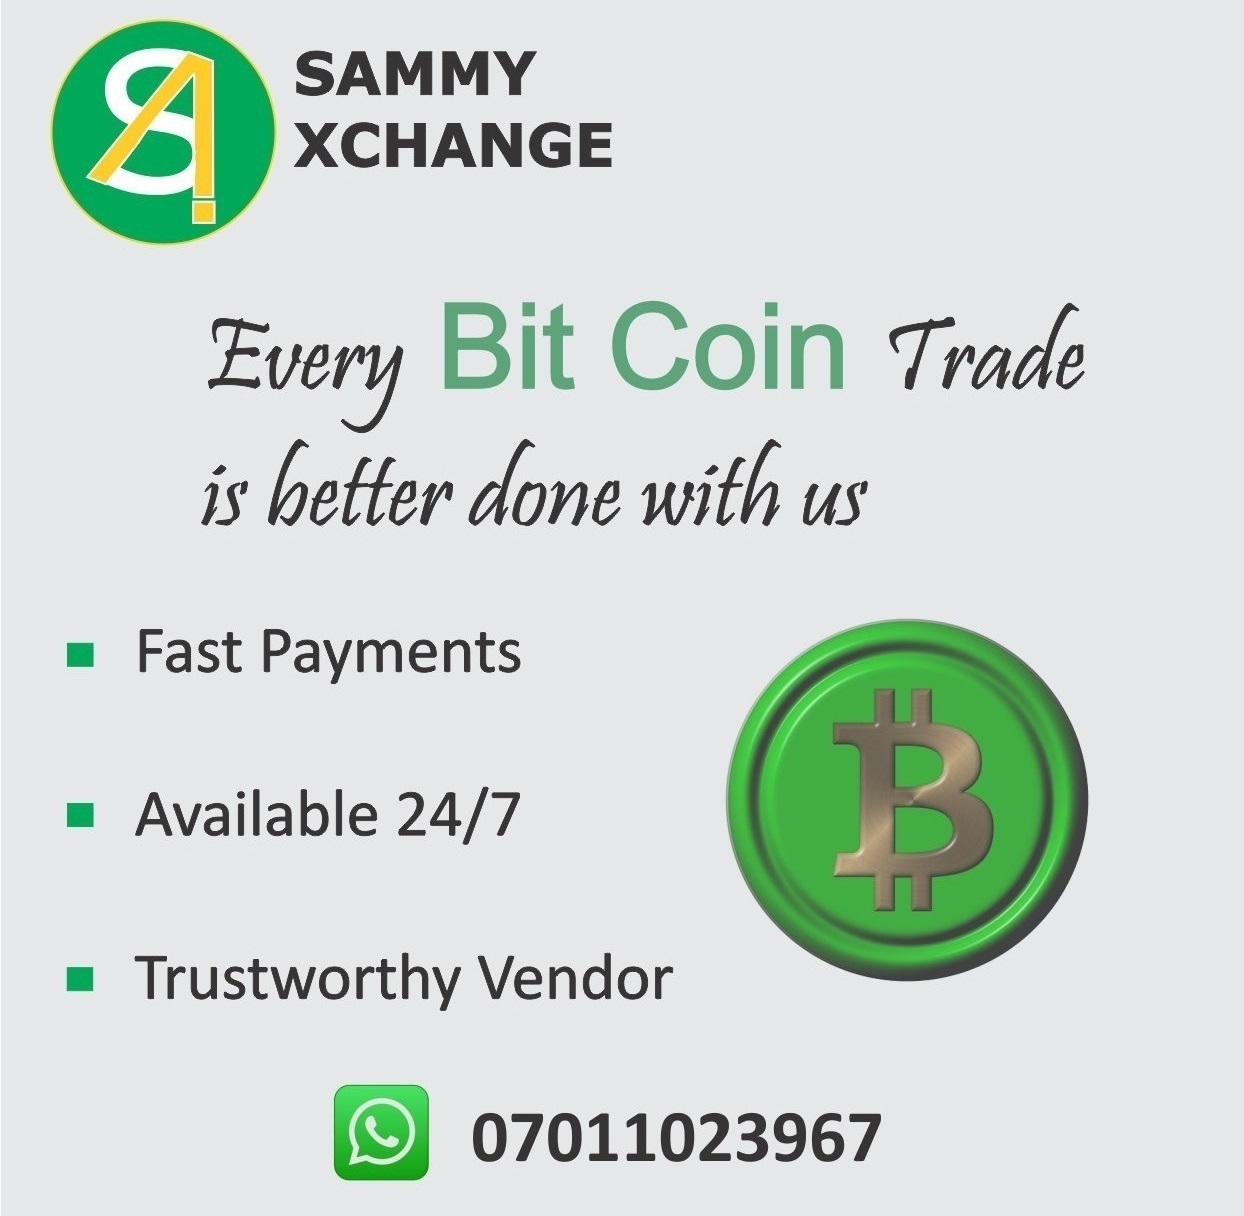 SA
SAMMY
XCHANGE
Every Bit Coin Trade
is better done with us
Fast Payments
Available 24/7
Trustworthy Vendor
07011023967